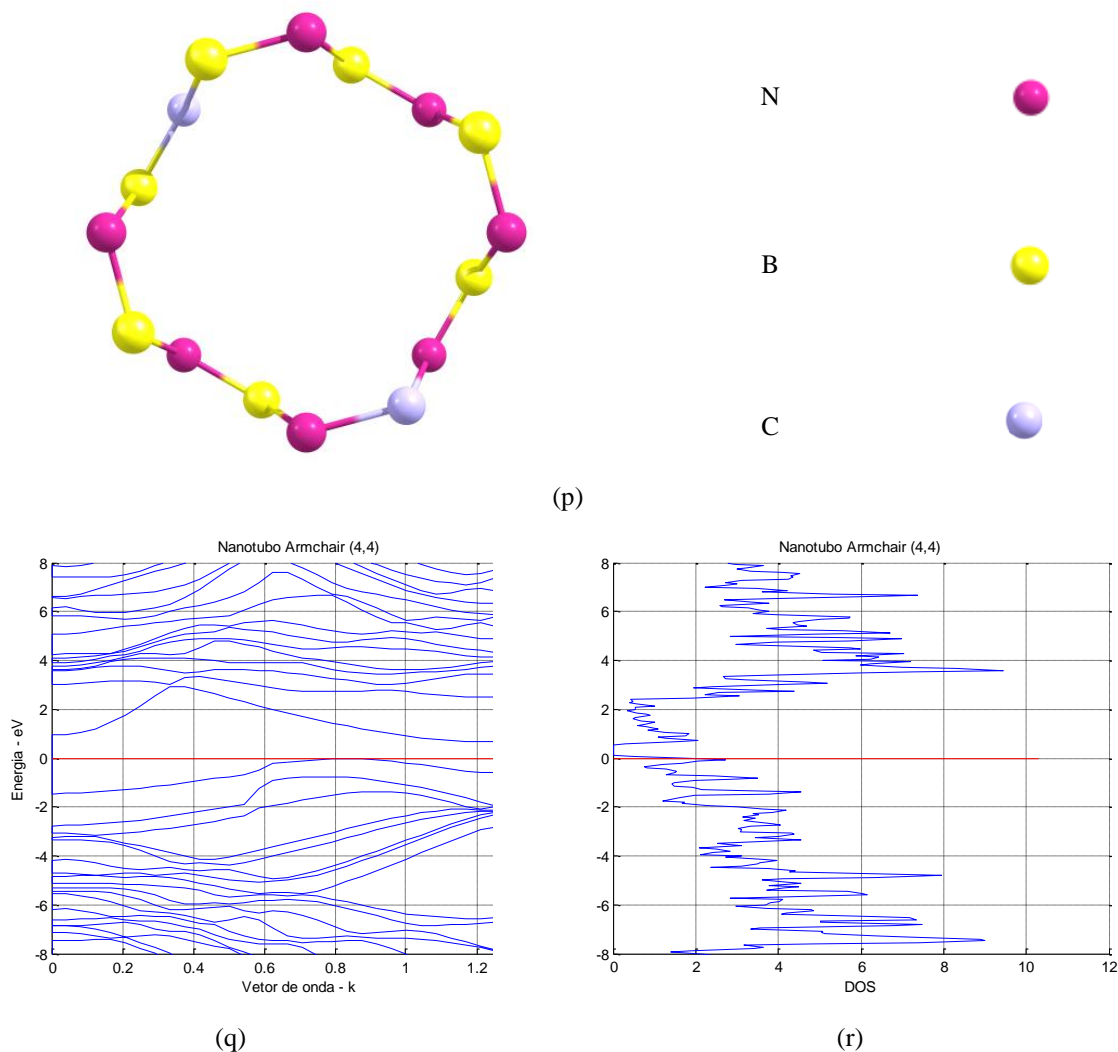 N
B
C
(p)
Nanotubo Armchair (4,4)
8
6
4
2
0
-2
-4
-6
-8
Energia - eV
0 0.2 0.4 0.6 0.8 1 1.2
Vetor de onda - k
(q)
Nanotubo Armchair (4,4)
8
6
4
2
0
-2
-4
-6
-8
0 2 4 6 8 10 12
DOS
(r)